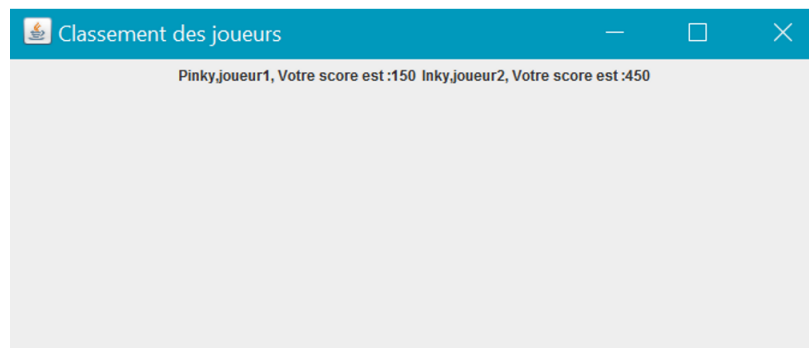 Classement des joueurs
Pinky,joueur1, Votre score est :150 Inky,joueur2, Votre score est :450